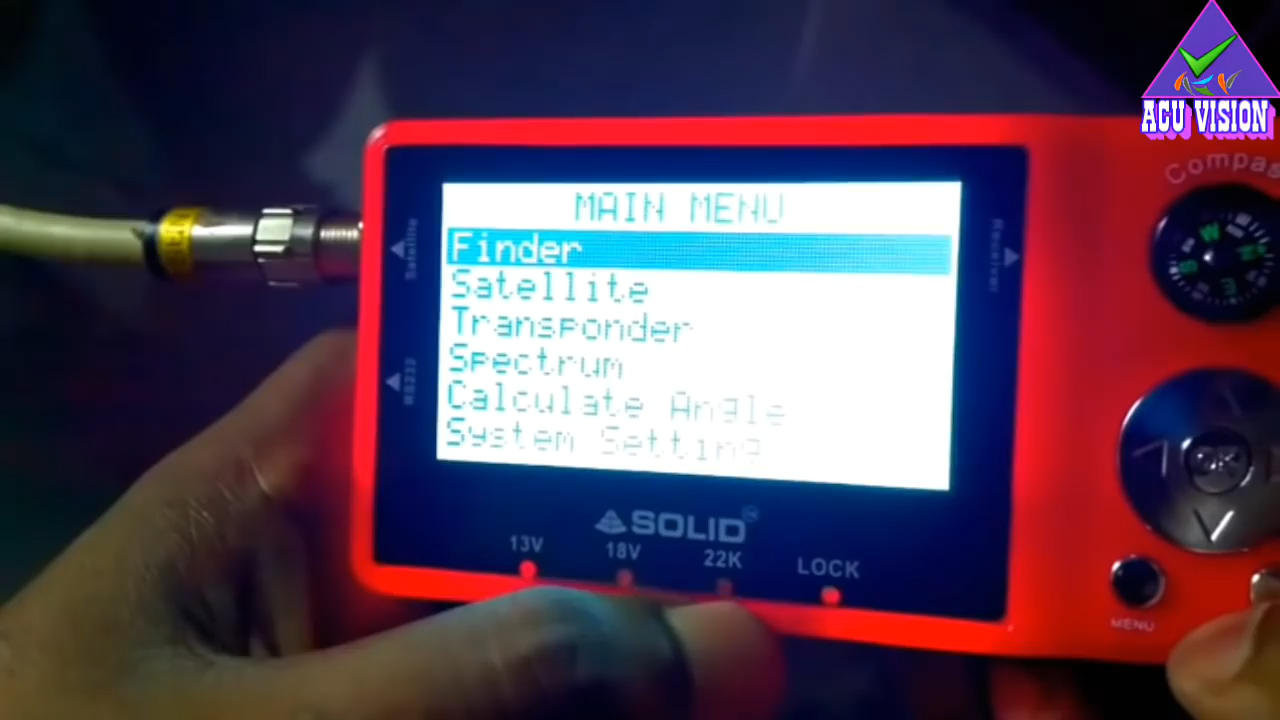 ACU VISION
Compas
MAIN MENU
Finder
Satellite
Transponder
Spectrum
Calculate Angle
System Setting
Satellite
RS232
Receiver
SOLID
13V
18V
22K
LOCK
OK
MENU